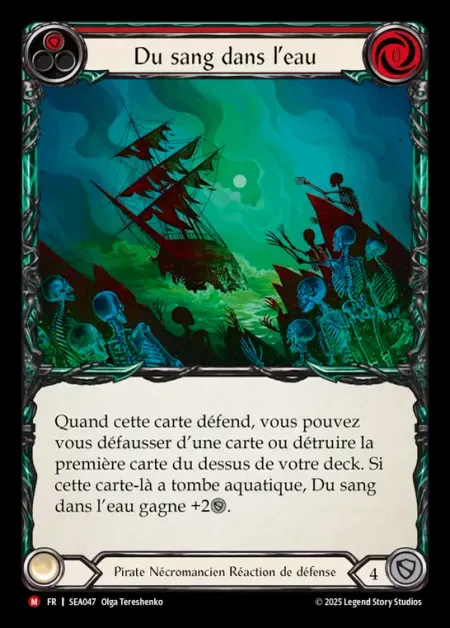 Du sang dans l'eau
0
Quand cette carte défend, vous pouvez
vous défausser d'une carte ou détruire la
première carte du dessus de votre deck. Si
cette carte-là a tombe aquatique, Du sang
dans l'eau gagne +2.
Pirate Nécromancien Réaction de défense
4
M FR | SEA047 Olga Tereshenko
© 2025 Legend Story Studios